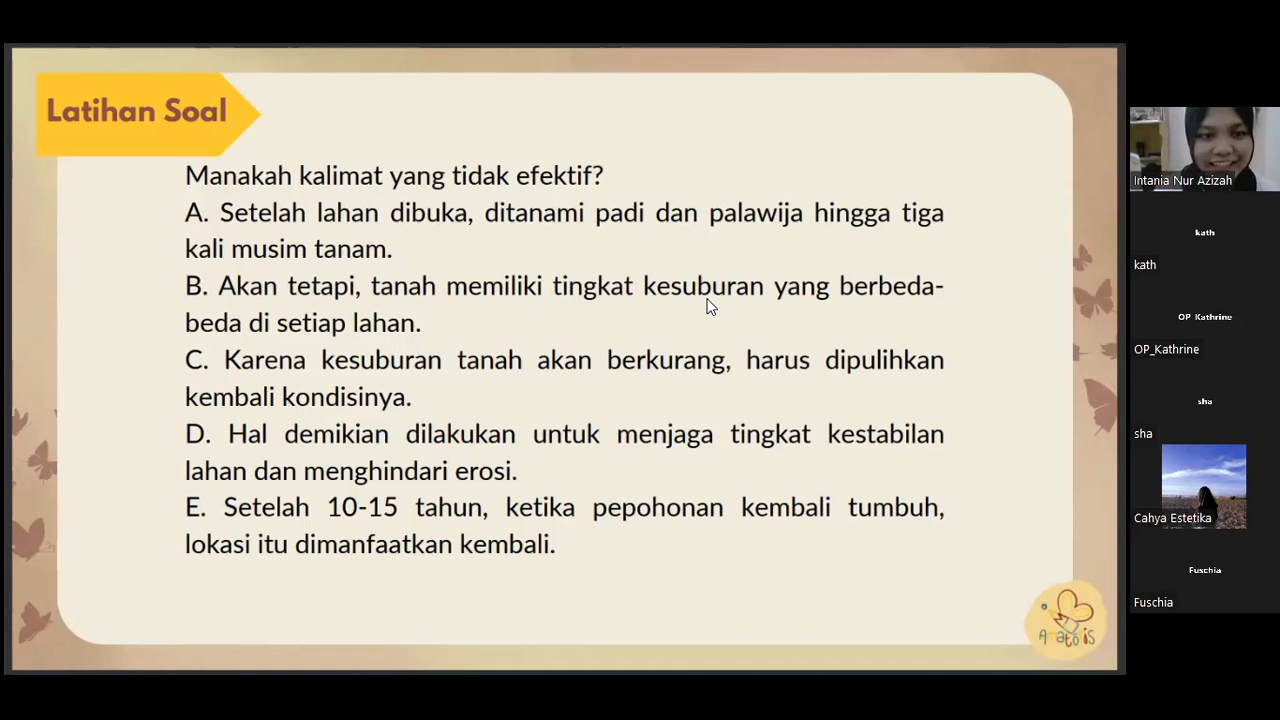 Latihan Soal
Manakah kalimat yang tidak efektif?
A. Setelah lahan dibuka, ditanami padi dan palawija hingga tiga
kali musim tanam.
B. Akan tetapi, tanah memiliki tingkat kesuburan yang berbeda-
beda di setiap lahan.
C. Karena kesuburan tanah akan berkurang, harus dipulihkan
kembali kondisinya.
D. Hal demikian dilakukan untuk menjaga tingkat kestabilan
lahan dan menghindari erosi.
E. Setelah 10-15 tahun, ketika pepohonan kembali tumbuh,
lokasi itu dimanfaatkan kembali.
Intania Nur Azizah
kath
kath
OP Kathrine
OP_Kathrine
sha
sha
Cahya Estetika
Fuschia
Fuschia